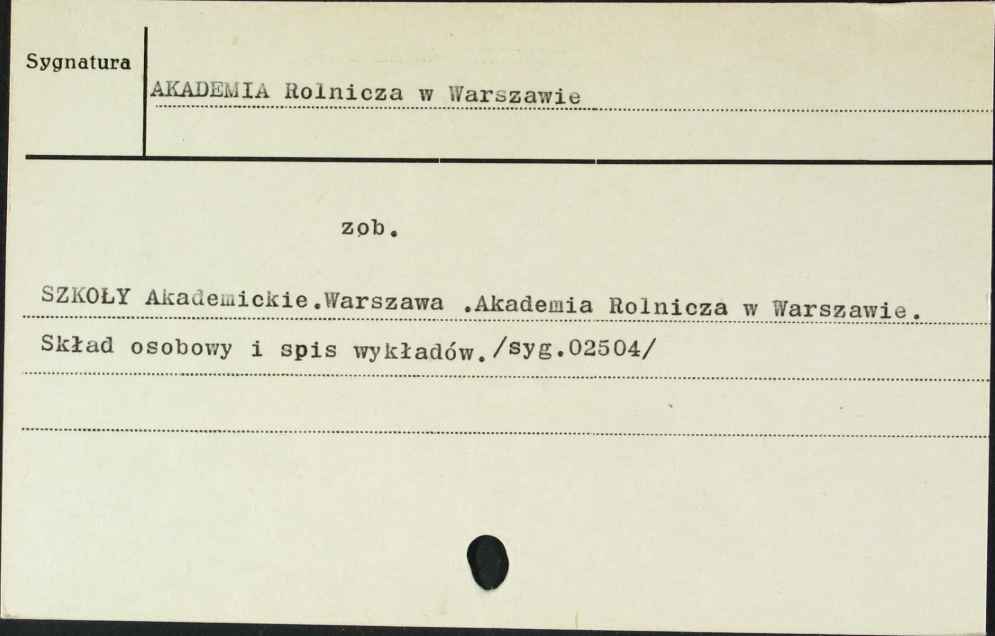 Sygnatura
AKADEMIA Rolnicza w Warszawie
zob.
SZKOŁY Akademickie.Warszawa .Akademia Rolnicza w Warszawie.
Skład osobowy i spis wykładów./syg.02504/